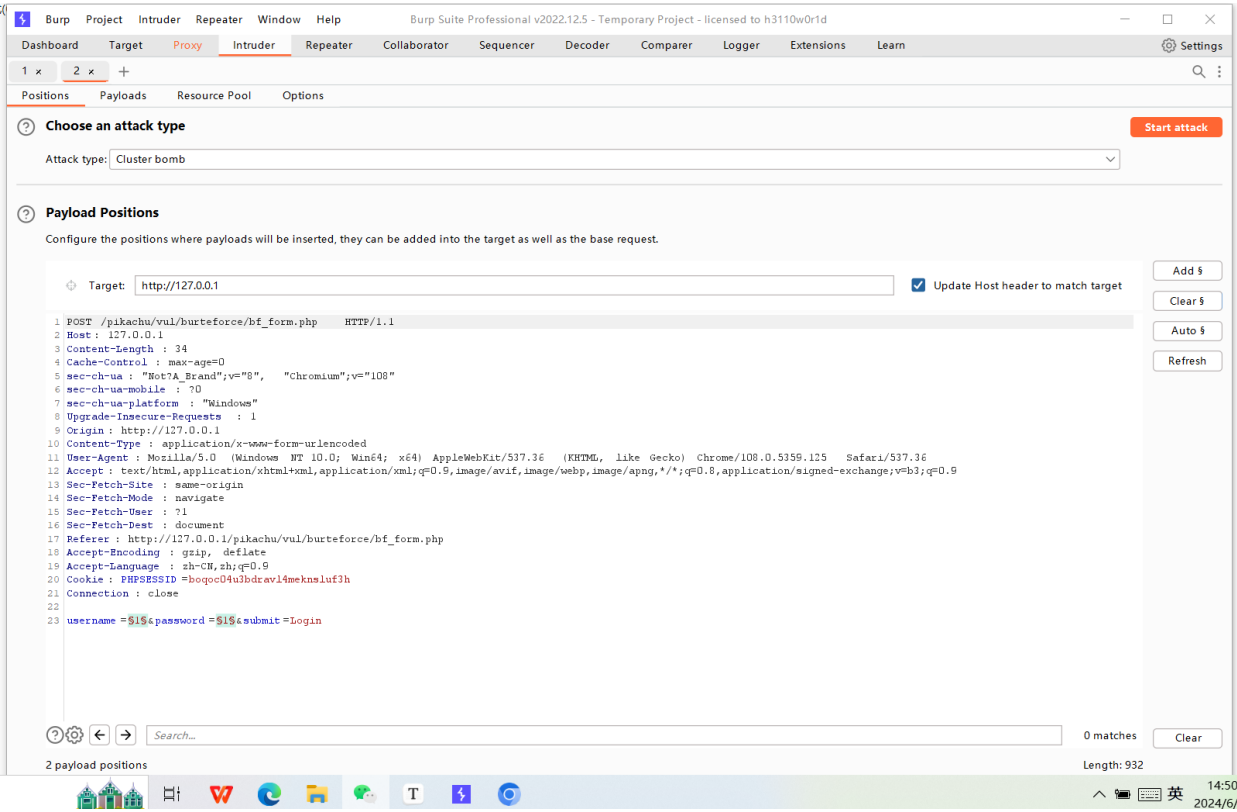 Burp Project Intruder Repeater Window Help Burp Suite Professional v2022.12.5 - Temporary Project - licensed to h3110w0r1d
Dashboard Target Proxy Intruder Repeater Collaborator Sequencer Decoder Comparer Logger Extensions Learn Settings
1 × 2 × +
Positions Payloads Resource Pool Options
? Choose an attack type Start attack
Attack type: Cluster bomb
? Payload Positions
Configure the positions where payloads will be inserted, they can be added into the target as well as the base request.
Add §
Target: http://127.0.0.1 Update Host header to match target
Clear §
Auto §
Refresh
1 POST /pikachu/vul/burteforce/bf_form.php HTTP/1.1
2 Host : 127.0.0.1
3 Content-Length : 34
4 Cache-Control : max-age=0
5 sec-ch-ua : "Not?A_Brand";v="8", "Chromium";v="108"
6 sec-ch-ua-mobile : ?0
7 sec-ch-ua-platform : "Windows"
8 Upgrade-Insecure-Requests : 1
9 Origin : http://127.0.0.1
10 Content-Type : application/x-www-form-urlencoded
11 User-Agent : Mozilla/5.0 (Windows NT 10.0; Win64; x64) AppleWebKit/537.36 (KHTML, like Gecko) Chrome/108.0.5359.125 Safari/537.36
12 Accept : text/html,application/xhtml+xml,application/xml;q=0.9,image/avif,image/webp,image/apng,*/*;q=0.8,application/signed-exchange;v=b3;q=0.9
13 Sec-Fetch-Site : same-origin
14 Sec-Fetch-Mode : navigate
15 Sec-Fetch-User : ?1
16 Sec-Fetch-Dest : document
17 Referer : http://127.0.0.1/pikachu/vul/burteforce/bf_form.php
18 Accept-Encoding : gzip, deflate
19 Accept-Language : zh-CN,zh;q=0.9
20 Cookie : PHPSESSID =boqoc04u3bdravl4meknsluf3h
21 Connection : close
22
23 username =§1§&password =§1§&submit =Login
? Search... 0 matches Clear
2 payload positions Length: 932
T 英 14:50
2024/6/